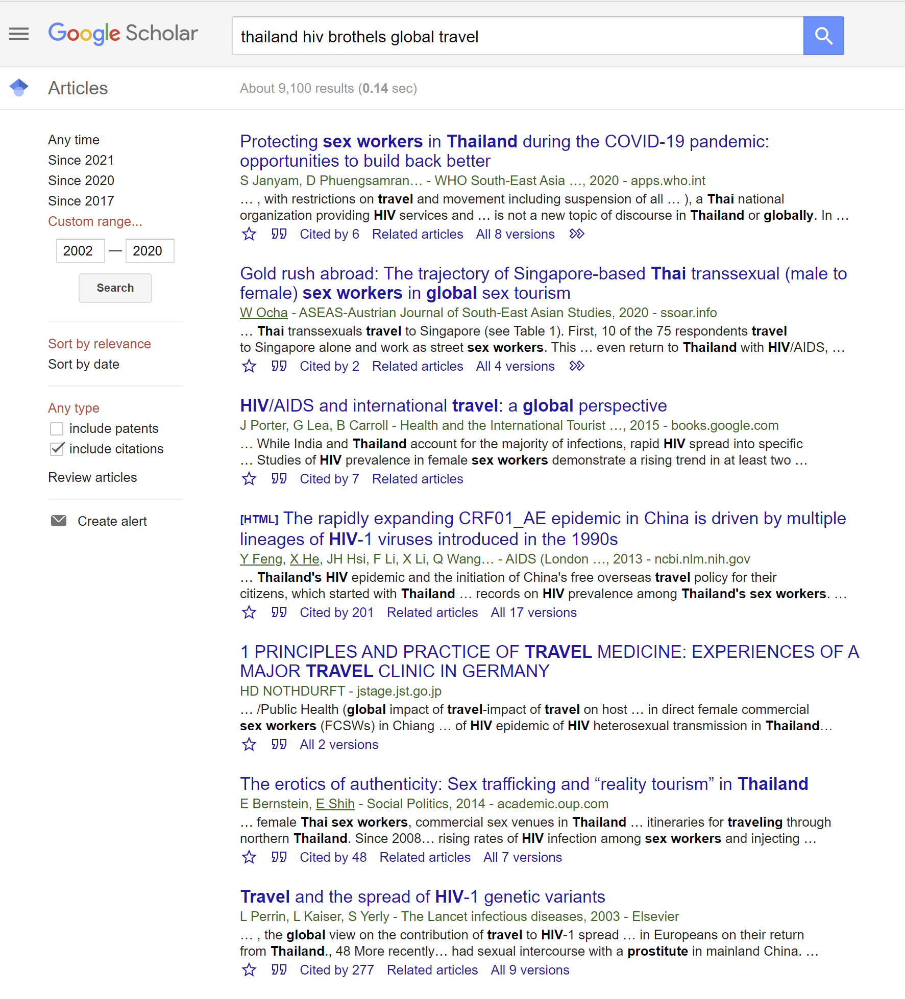 Google Scholar
thailand hiv brothels global travel
Articles
About 9,100 results (0.14 sec)
Any time
Since 2021
Since 2020
Since 2017
Custom range...
2002 — 2020
Search
Sort by relevance
Sort by date
Any type
include patents
include citations
Review articles
Create alert
Protecting sex workers in Thailand during the COVID-19 pandemic:
opportunities to build back better
S Janyam, D Phuengsamran… - WHO South-East Asia …, 2020 - apps.who.int
… , with restrictions on travel and movement including suspension of all … ), a Thai national
organization providing HIV services and … is not a new topic of discourse in Thailand or globally. In …
Cited by 6 Related articles All 8 versions
Gold rush abroad: The trajectory of Singapore-based Thai transsexual (male to
female) sex workers in global sex tourism
W Ocha - ASEAS-Austrian Journal of South-East Asian Studies, 2020 - ssoar.info
… Thai transsexuals travel to Singapore (see Table 1). First, 10 of the 75 respondents travel
to Singapore alone and work as street sex workers. This … even return to Thailand with HIV/AIDS, …
Cited by 2 Related articles All 4 versions
HIV/AIDS and international travel: a global perspective
J Porter, G Lea, B Carroll - Health and the International Tourist …, 2015 - books.google.com
… While India and Thailand account for the majority of infections, rapid HIV spread into specific
… Studies of HIV prevalence in female sex workers demonstrate a rising trend in at least two …
Cited by 7 Related articles
[HTML] The rapidly expanding CRF01_AE epidemic in China is driven by multiple
lineages of HIV-1 viruses introduced in the 1990s
Y Feng, X He, JH Hsi, F Li, X Li, Q Wang… - AIDS (London …, 2013 - ncbi.nlm.nih.gov
… Thailand's HIV epidemic and the initiation of China's free overseas travel policy for their
citizens, which started with Thailand … records on HIV prevalence among Thailand's sex workers. …
Cited by 201 Related articles All 17 versions
1 PRINCIPLES AND PRACTICE OF TRAVEL MEDICINE: EXPERIENCES OF A
MAJOR TRAVEL CLINIC IN GERMANY
HD NOTHDURFT - jstage.jst.go.jp
… /Public Health (global impact of travel-impact of travel on host … in direct female commercial
sex workers (FCSWs) in Chiang … of HIV epidemic of HIV heterosexual transmission in Thailand…
All 2 versions
The erotics of authenticity: Sex trafficking and “reality tourism” in Thailand
E Bernstein, E Shih - Social Politics, 2014 - academic.oup.com
… female Thai sex workers, commercial sex venues in Thailand … itineraries for traveling through
northern Thailand. Since 2008… rising rates of HIV infection among sex workers and injecting …
Cited by 48 Related articles All 7 versions
Travel and the spread of HIV-1 genetic variants
L Perrin, L Kaiser, S Yerly - The Lancet infectious diseases, 2003 - Elsevier
… , the global view on the contribution of travel to HIV-1 spread … in Europeans on their return
from Thailand., 48 More recently… had sexual intercourse with a prostitute in mainland China. …
Cited by 277 Related articles All 9 versions